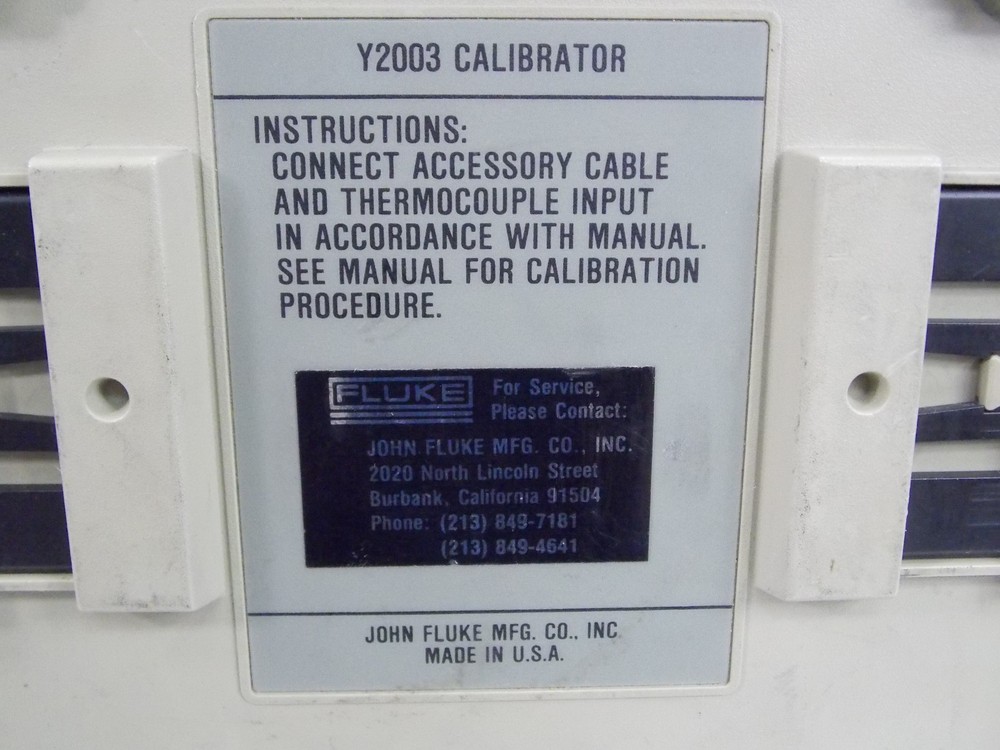 Y2003 CALIBRATOR
INSTRUCTIONS:
CONNECT ACCESSORY CABLE
AND THERMOCOUPLE INPUT
IN ACCORDANCE WITH MANUAL.
SEE MANUAL FOR CALIBRATION
PROCEDURE.
FLUKE
For Service,
Please Contact:
JOHN FLUKE MFG. CO., INC.
2020 North Lincoln Street
Burbank, California 91504
Phone: (213) 849-7181
(213) 849-4641
JOHN FLUKE MFG. CO., INC
MADE IN U.S.A.